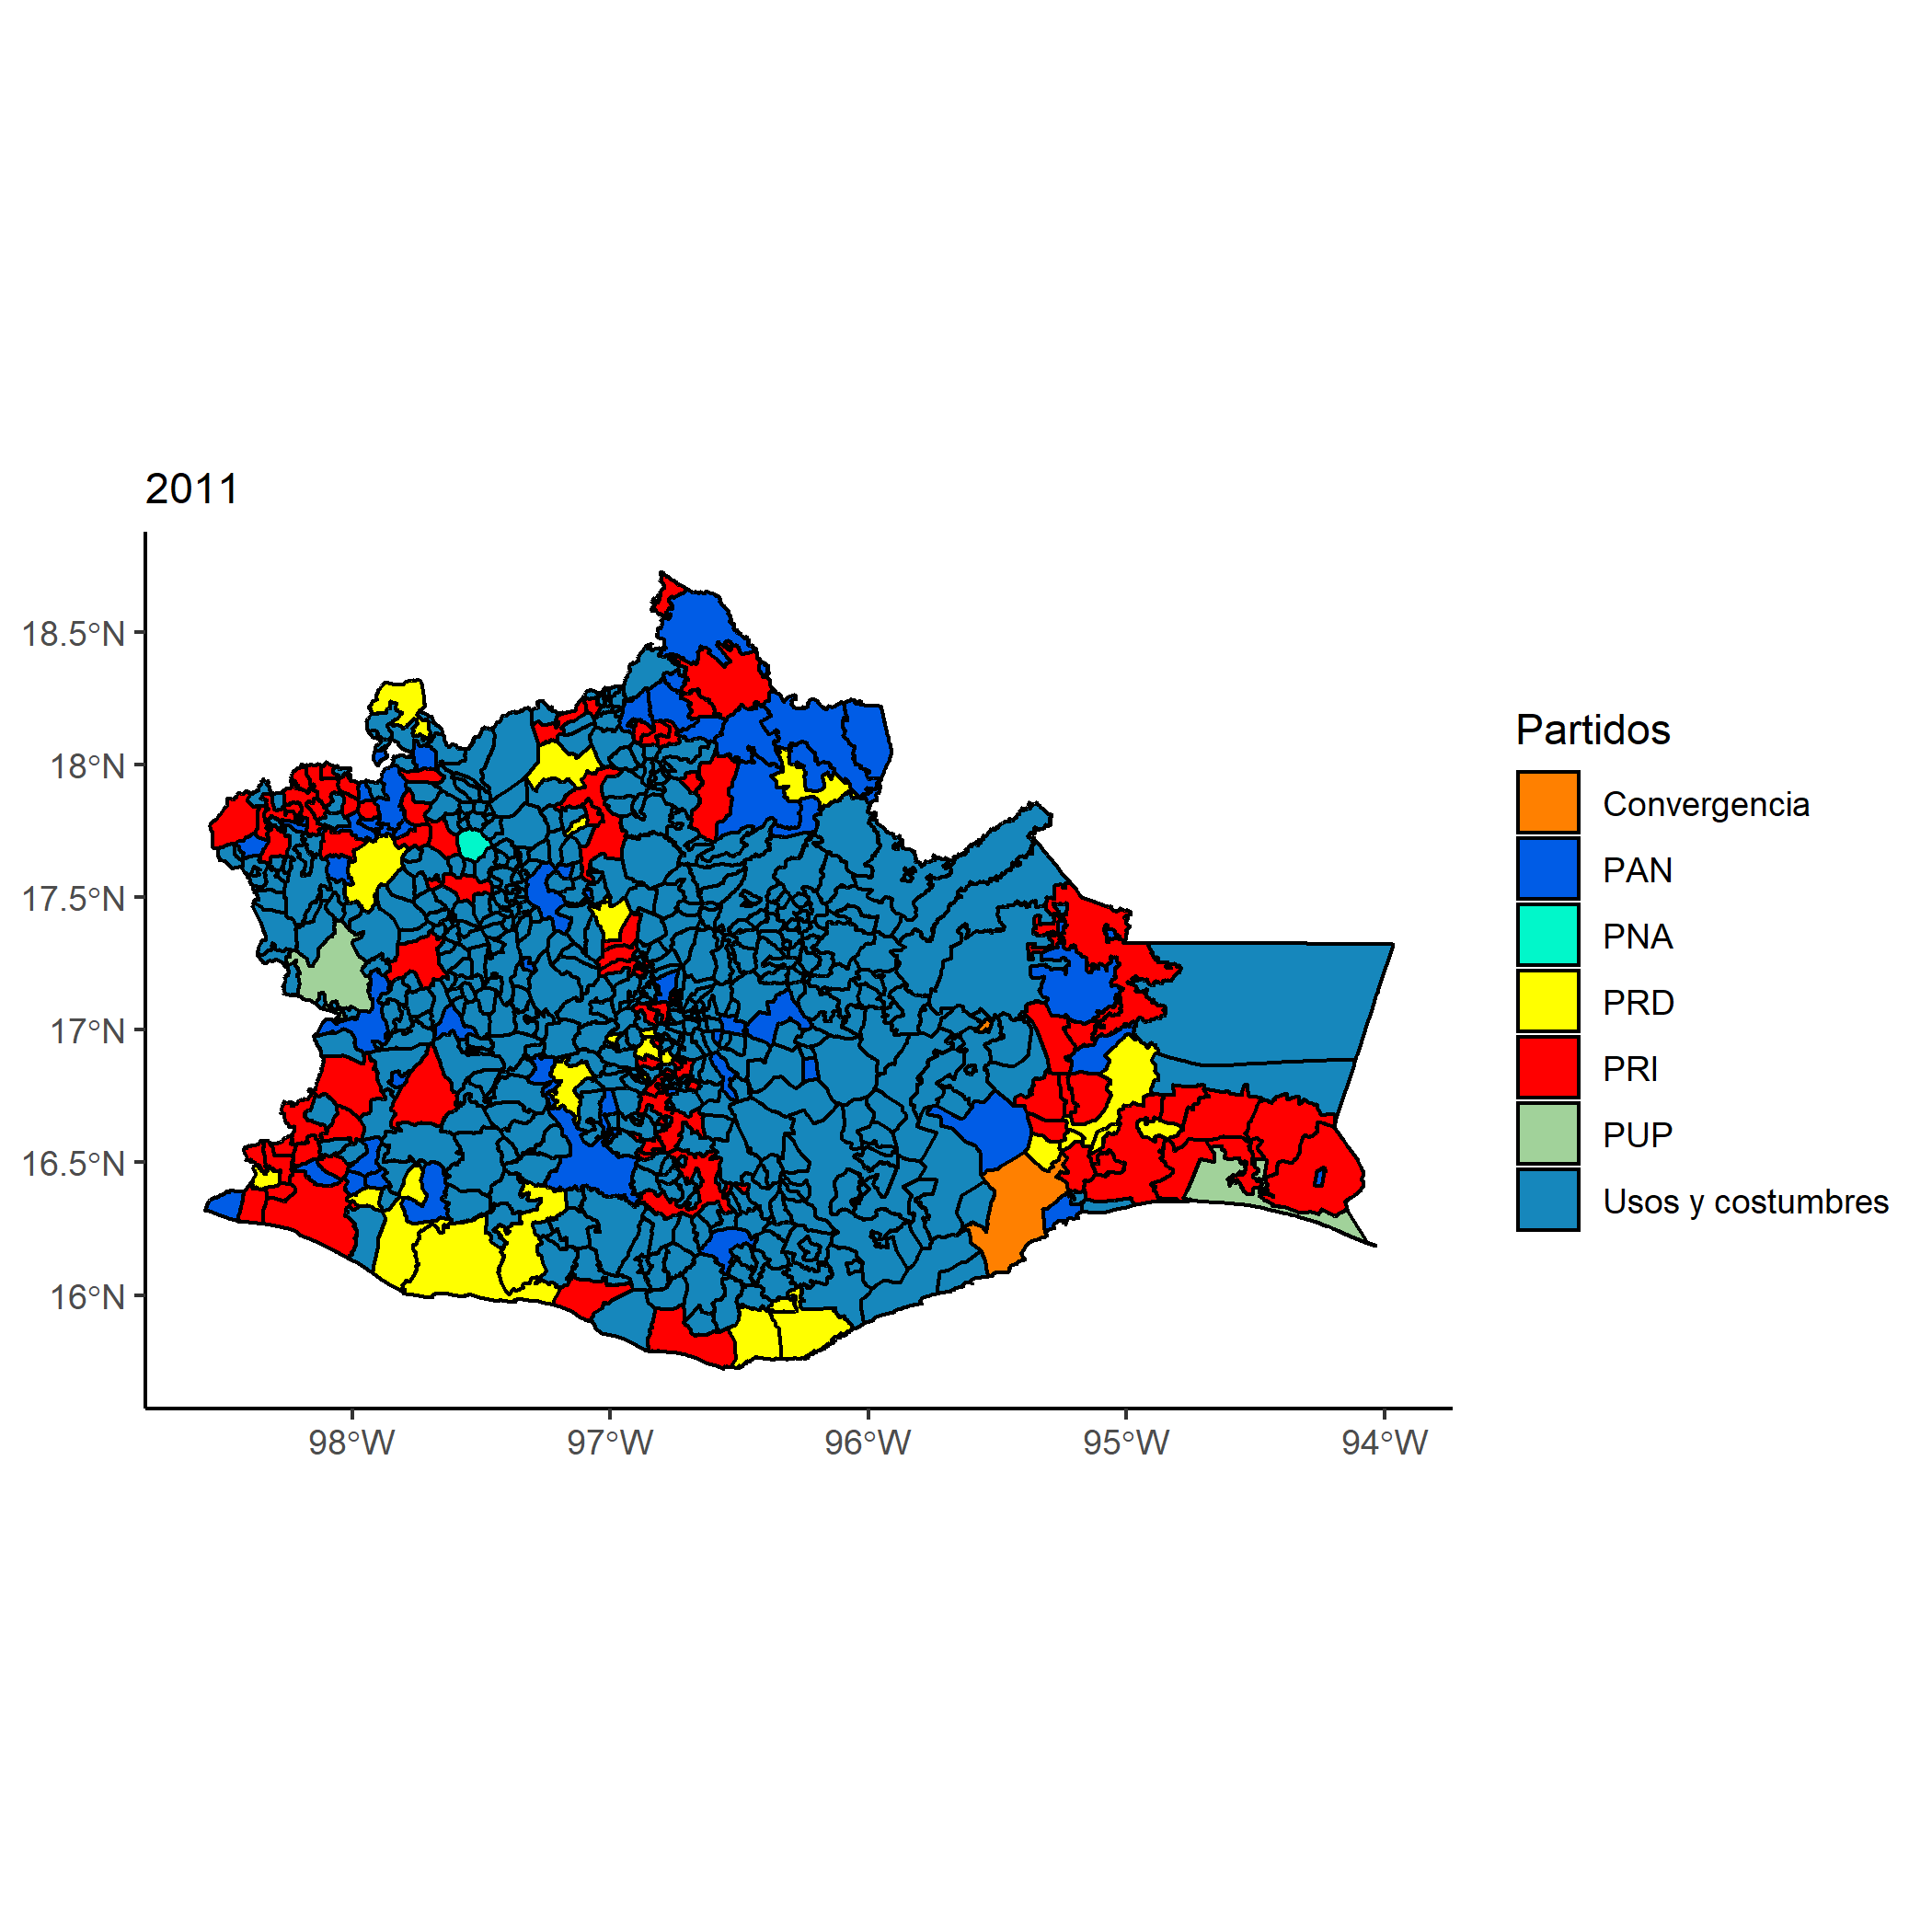 2011
18.5°N
18°N
17.5°N
17°N
16.5°N
16°N
98°W
97°W
96°W
95°W
94°W
Partidos
Convergencia
PAN
PNA
PRD
PRI
PUP
Usos y costumbres